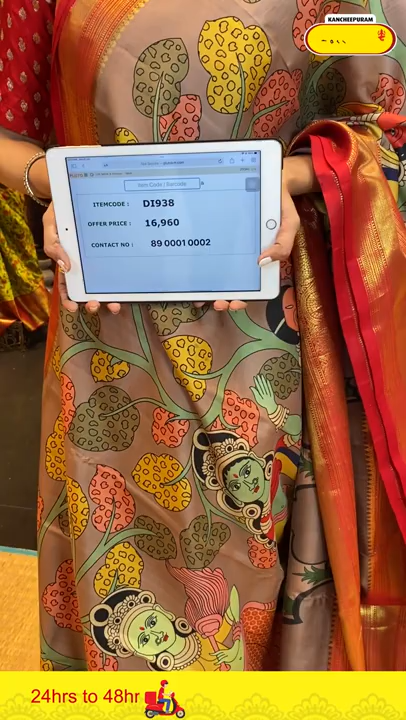 KANCHEEPURAM
Item Code | Barcode
ITEMCODE : DI938
OFFER PRICE : 16,960
CONTACT NO : 89 0001 0002
24hrs to 48hr